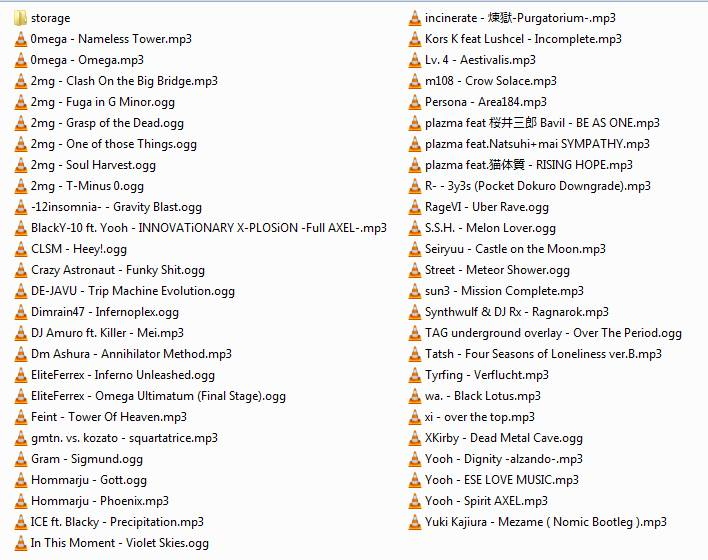 storage
0mega - Nameless Tower.mp3
0mega - Omega.mp3
2mg - Clash On the Big Bridge.mp3
2mg - Fuga in G Minor.ogg
2mg - Grasp of the Dead.ogg
2mg - One of those Things.ogg
2mg - Soul Harvest.ogg
2mg - T-Minus 0.ogg
-12insomnia- - Gravity Blast.ogg
BlackY-10 ft. Yooh - INNOVATiONARY X-PLOSiON -Full AXEL-.mp3
CLSM - Heey!.ogg
Crazy Astronaut - Funky Shit.ogg
DE-JAVU - Trip Machine Evolution.ogg
Dimrain47 - Infernoplex.ogg
DJ Amuro ft. Killer - Mei.mp3
Dm Ashura - Annihilator Method.mp3
EliteFerrex - Inferno Unleashed.ogg
EliteFerrex - Omega Ultimatum (Final Stage).ogg
Feint - Tower Of Heaven.mp3
gmtn. vs. kozato - squartatrice.mp3
Gram - Sigmund.ogg
Hommarju - Gott.ogg
Hommarju - Phoenix.mp3
ICE ft. Blacky - Precipitation.mp3
In This Moment - Violet Skies.ogg
incinerate - 煉獄-Purgatorium-.mp3
Kors K feat Lushcel - Incomplete.mp3
Lv. 4 - Aestivalis.mp3
m108 - Crow Solace.mp3
Persona - Area184.mp3
plazma feat 桜井三郎 Bavil - BE AS ONE.mp3
plazma feat.Natsuhi+mai SYMPATHY.mp3
plazma feat.猫体質 - RISING HOPE.mp3
R- - 3y3s (Pocket Dokuro Downgrade).mp3
RageVI - Uber Rave.ogg
S.S.H. - Melon Lover.ogg
Seiryuu - Castle on the Moon.mp3
Street - Meteor Shower.ogg
sun3 - Mission Complete.mp3
Synthwulf & DJ Rx - Ragnarok.mp3
TAG underground overlay - Over The Period.ogg
Tatsh - Four Seasons of Loneliness ver.B.mp3
Tyrfing - Verflucht.mp3
wa. - Black Lotus.mp3
xi - over the top.mp3
XKirby - Dead Metal Cave.ogg
Yooh - Dignity -alzando-.mp3
Yooh - ESE LOVE MUSIC.mp3
Yooh - Spirit AXEL.mp3
Yuki Kajiura - Mezame ( Nomic Bootleg ).mp3